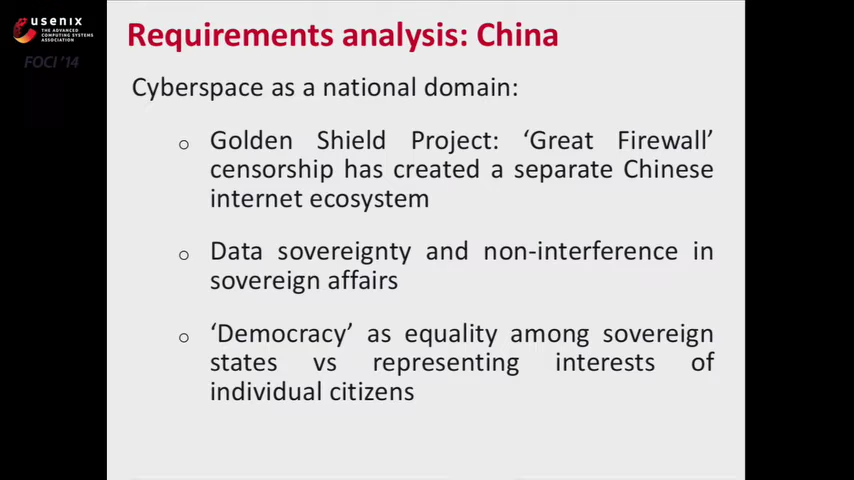 usenix
THE ADVANCED
COMPUTING SYSTEMS
ASSOCIATION
FOCI '14
Requirements analysis: China
Cyberspace as a national domain:
o Golden Shield Project: ‘Great Firewall’
censorship has created a separate Chinese
internet ecosystem
o Data sovereignty and non-interference in
sovereign affairs
o ‘Democracy’ as equality among sovereign
states vs representing interests of
individual citizens